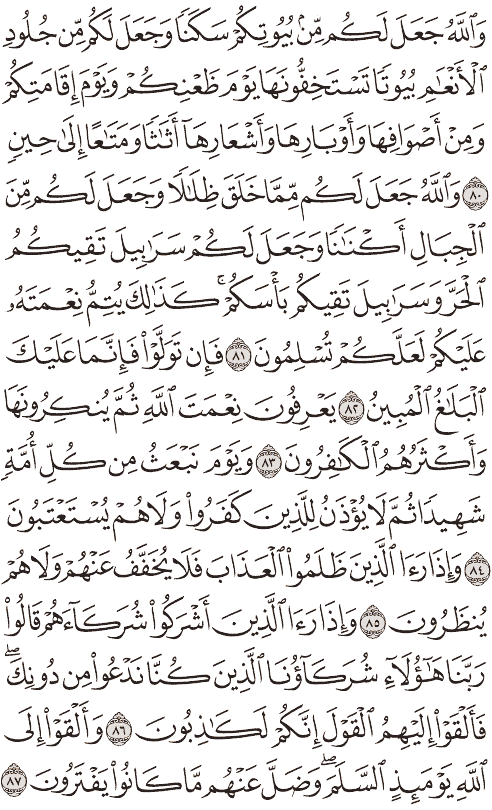 وَٱللَّهُ جَعَلَ لَكُم مِّنۢ بُيُوتِكُمْ سَكَنًا وَجَعَلَ لَكُم مِّن جُلُودِ
ٱلْأَنْعَٰمِ بُيُوتًا تَسْتَخِفُّونَهَا يَوْمَ ظَعْنِكُمْ وَيَوْمَ إِقَامَتِكُمْ
وَمِنْ أَصْوَافِهَا وَأَوْبَارِهَا وَأَشْعَارِهَآ أَثَٰثًا وَمَتَٰعًا إِلَىٰ حِينٍ
٨٠ وَٱللَّهُ جَعَلَ لَكُم مِّمَّا خَلَقَ ظِلَٰلًا وَجَعَلَ لَكُم مِّنَ
ٱلْجِبَالِ أَكْنَٰنًا وَجَعَلَ لَكُمْ سَرَٰبِيلَ تَقِيكُمُ
ٱلْحَرَّ وَسَرَٰبِيلَ تَقِيكُم بَأْسَكُمْ ۚ كَذَٰلِكَ يُتِمُّ نِعْمَتَهُۥ
عَلَيْكُمْ لَعَلَّكُمْ تُسْلِمُونَ ٨١ فَإِن تَوَلَّوْا۟ فَإِنَّمَا عَلَيْكَ
ٱلْبَلَٰغُ ٱلْمُبِينُ ٨٢ يَعْرِفُونَ نِعْمَتَ ٱللَّهِ ثُمَّ يُنكِرُونَهَا
وَأَكْثَرُهُمُ ٱلْكَٰفِرُونَ ٨٣ وَيَوْمَ نَبْعَثُ مِن كُلِّ أُمَّةٍ
شَهِيدًا ثُمَّ لَا يُؤْذَنُ لِلَّذِينَ كَفَرُوا۟ وَلَا هُمْ يُسْتَعْتَبُونَ
٨٤ وَإِذَا رَءَا ٱلَّذِينَ ظَلَمُوا۟ ٱلْعَذَابَ فَلَا يُخَفَّفُ عَنْهُمْ وَلَا هُمْ
يُنظَرُونَ ٨٥ وَإِذَا رَءَا ٱلَّذِينَ أَشْرَكُوا۟ شُرَكَآءَهُمْ قَالُوا۟
رَبَّنَا هَٰٓؤُلَآءِ شُرَكَآؤُنَا ٱلَّذِينَ كُنَّا نَدْعُوا۟ مِن دُونِكَ ۖ
فَأَلْقَوْا۟ إِلَيْهِمُ ٱلْقَوْلَ إِنَّكُمْ لَكَٰذِبُونَ ٨٦ وَأَلْقَوْا۟ إِلَى
ٱللَّهِ يَوْمَئِذٍ ٱلسَّلَمَ ۖ وَضَلَّ عَنْهُم مَّا كَانُوا۟ يَفْتَرُونَ ٨٧